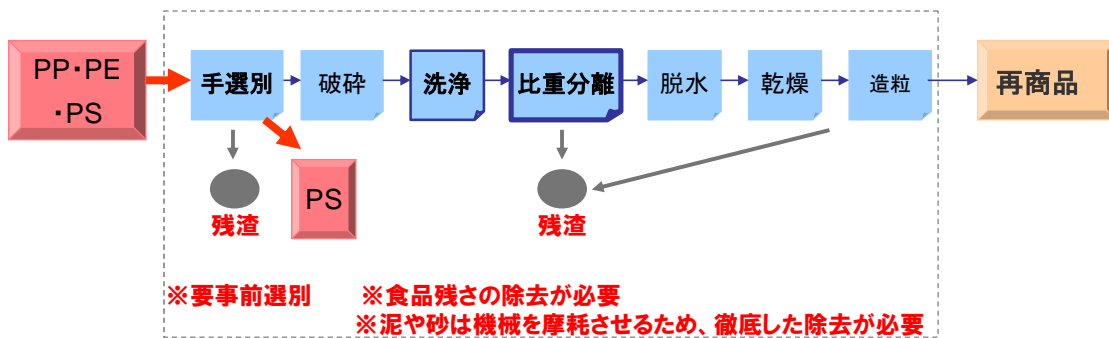 PP・PE
・PS
手選別
破砕
洗浄
比重分離
脱水
乾燥
造粒
再商品
残渣
PS
残渣
※要事前選別
※食品残さの除去が必要
※泥や砂は機械を摩耗させるため、徹底した除去が必要